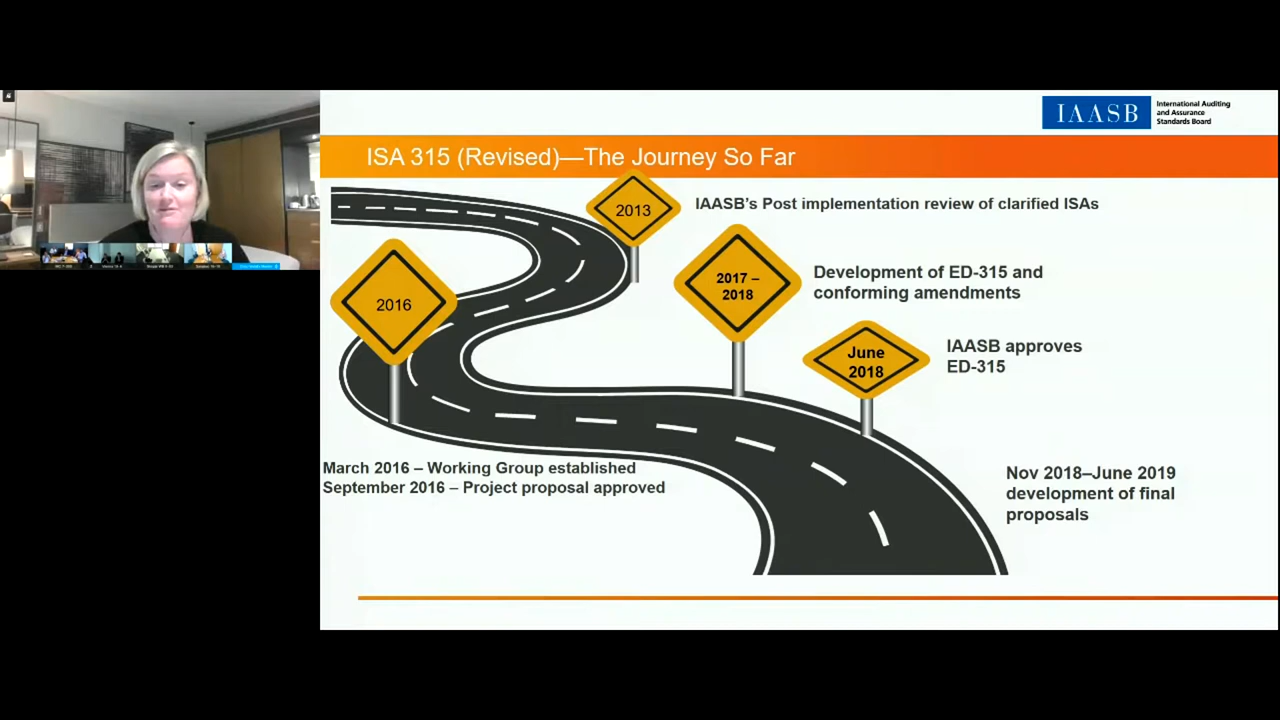 IAASB
International Auditing
and Assurance
Standards Board
ISA 315 (Revised)—The Journey So Far
2013
IAASB's Post implementation review of clarified ISAs
2016
2017 –
2018
Development of ED-315 and
conforming amendments
June
2018
IAASB approves
ED-315
March 2016 – Working Group established
September 2016 – Project proposal approved
Nov 2018–June 2019
development of final
proposals